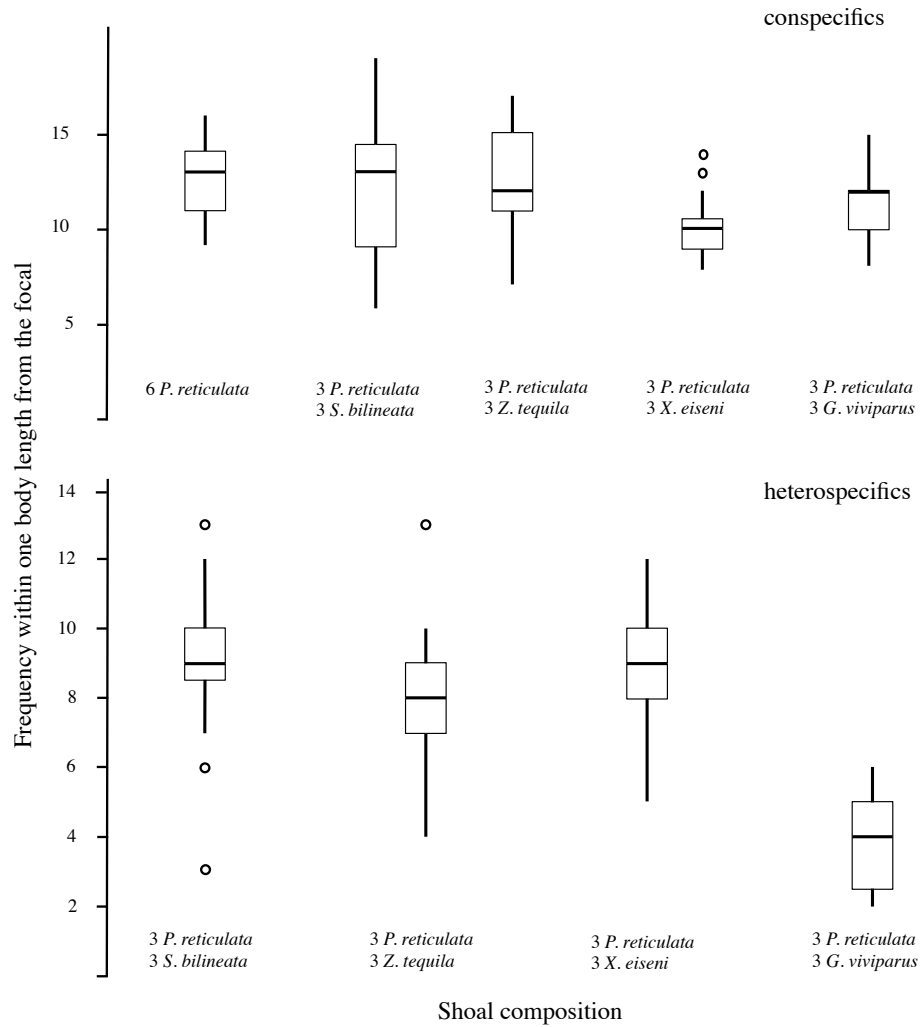 conspecifics
15
10
5
6 P. reticulata
3 P. reticulata
3 S. bilineata
3 P. reticulata
3 Z. tequila
3 P. reticulata
3 X. eiseni
3 P. reticulata
3 G. viviparus
Frequency within one body length from the focal
heterospecifics
14
12
10
8
6
4
2
3 P. reticulata
3 S. bilineata
3 P. reticulata
3 Z. tequila
3 P. reticulata
3 X. eiseni
3 P. reticulata
3 G. viviparus
Shoal composition